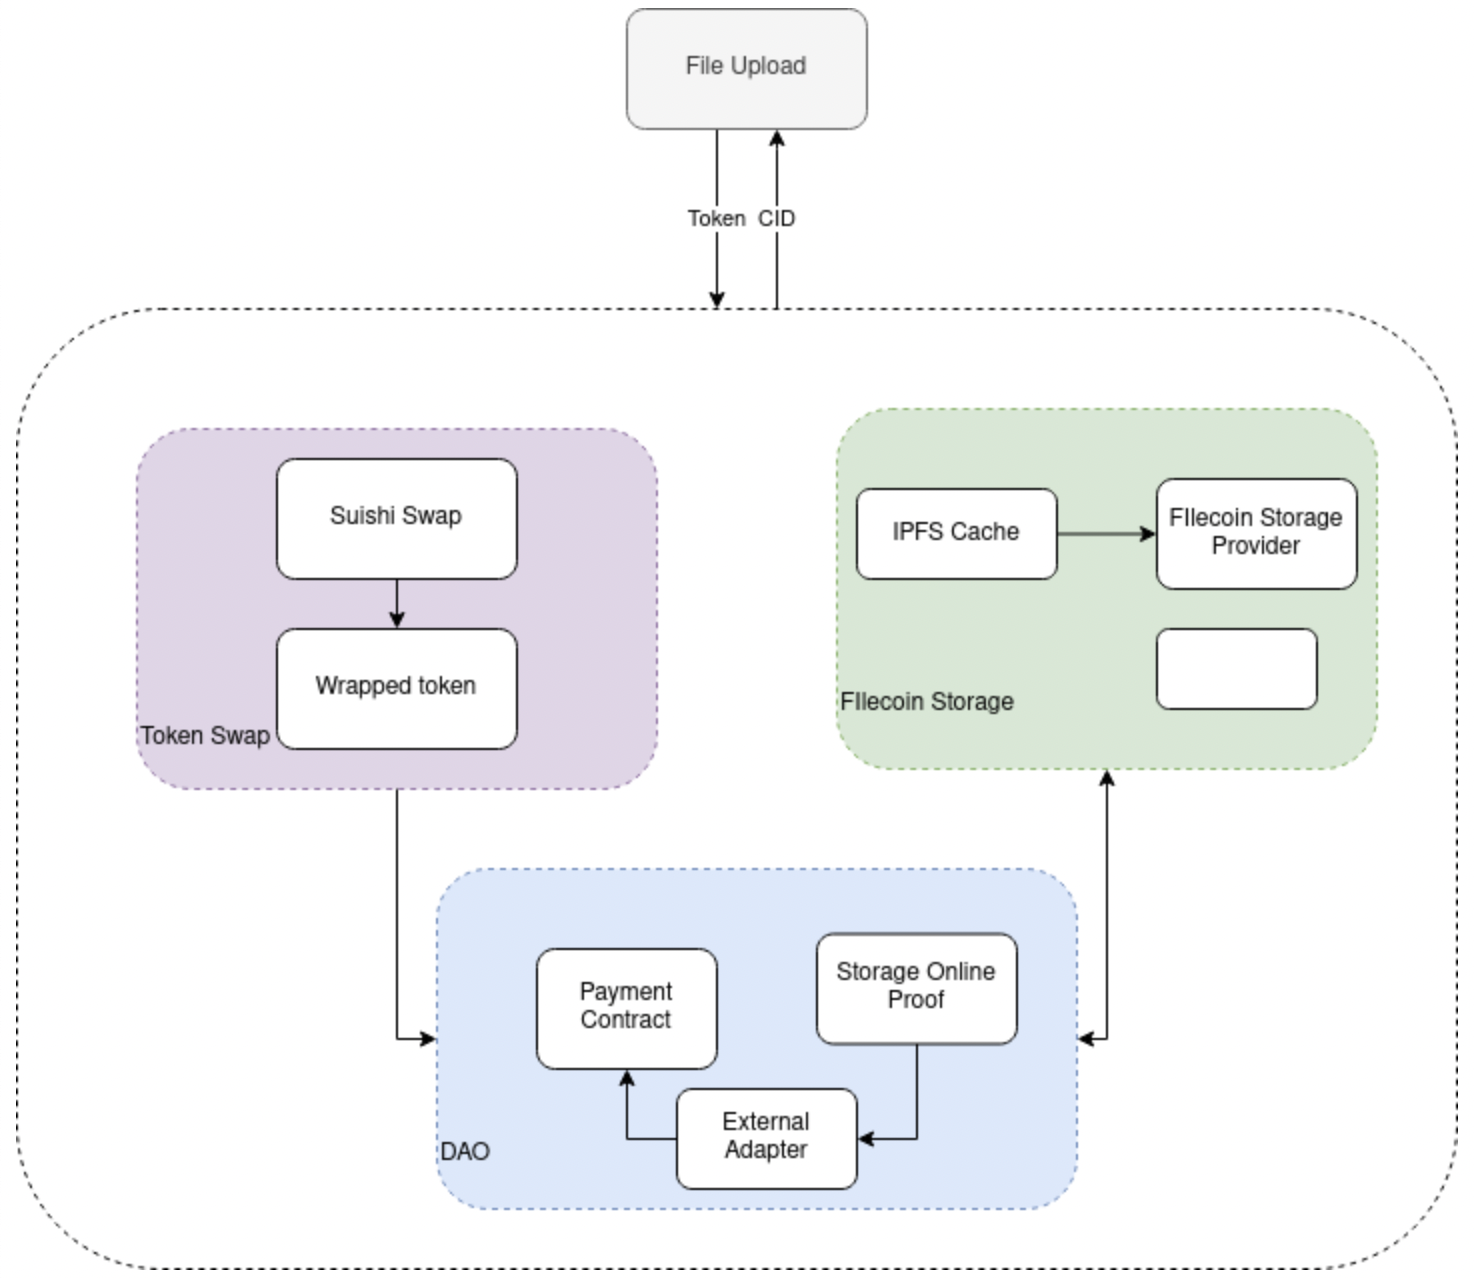 File Upload
Token CID
Suishi Swap
Wrapped token
Token Swap
IPFS Cache
FIlecoin Storage
Provider
FIlecoin Storage
Payment
Contract
Storage Online
Proof
External
Adapter
DAO